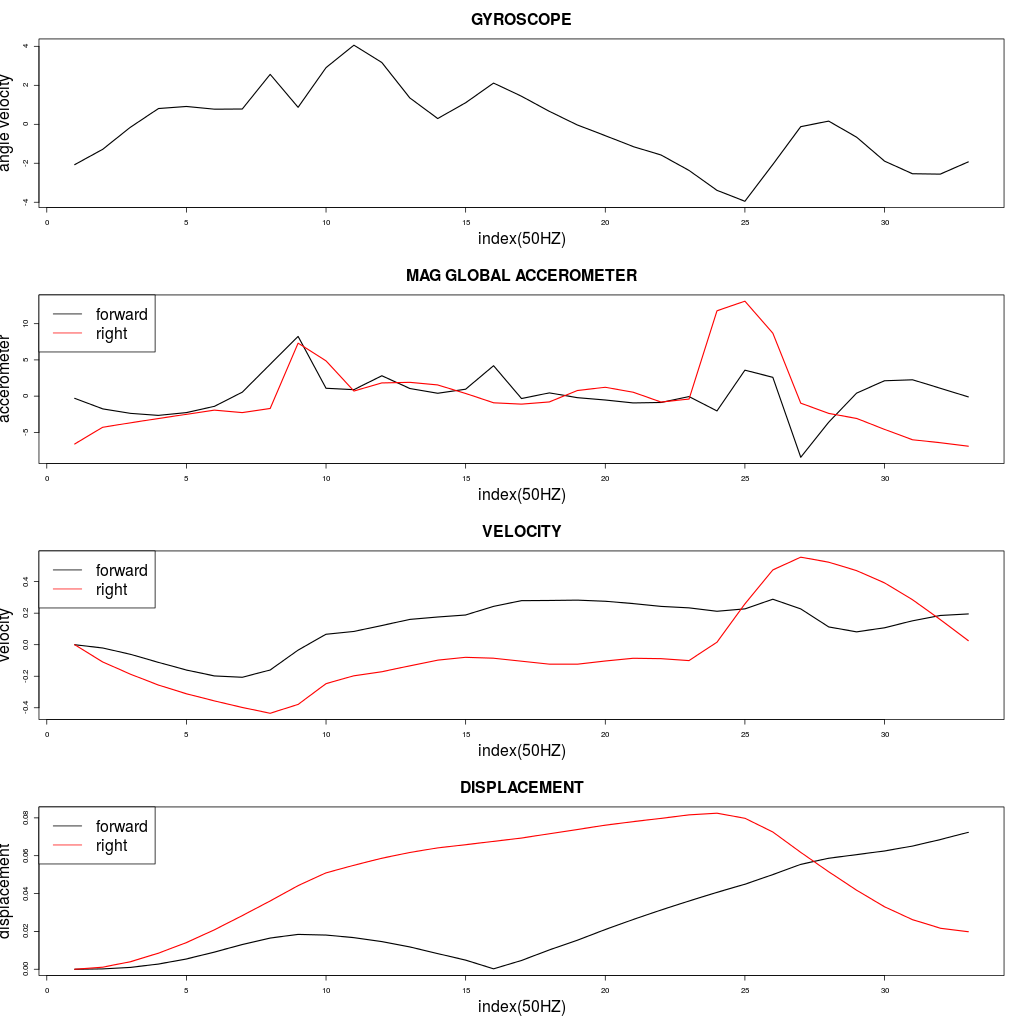 GYROSCOPE
angle velocity
4
2
0
-2
-4
0 5 10 15 20 25 30
index(50HZ)
MAG GLOBAL ACCEROMETER
forward
right
accerometer
10
5
0
-5
0 5 10 15 20 25 30
index(50HZ)
VELOCITY
forward
right
velocity
0.4
0.2
0.0
-0.2
-0.4
0 5 10 15 20 25 30
index(50HZ)
DISPLACEMENT
forward
right
displacement
0.08
0.06
0.04
0.02
0.00
0 5 10 15 20 25 30
index(50HZ)